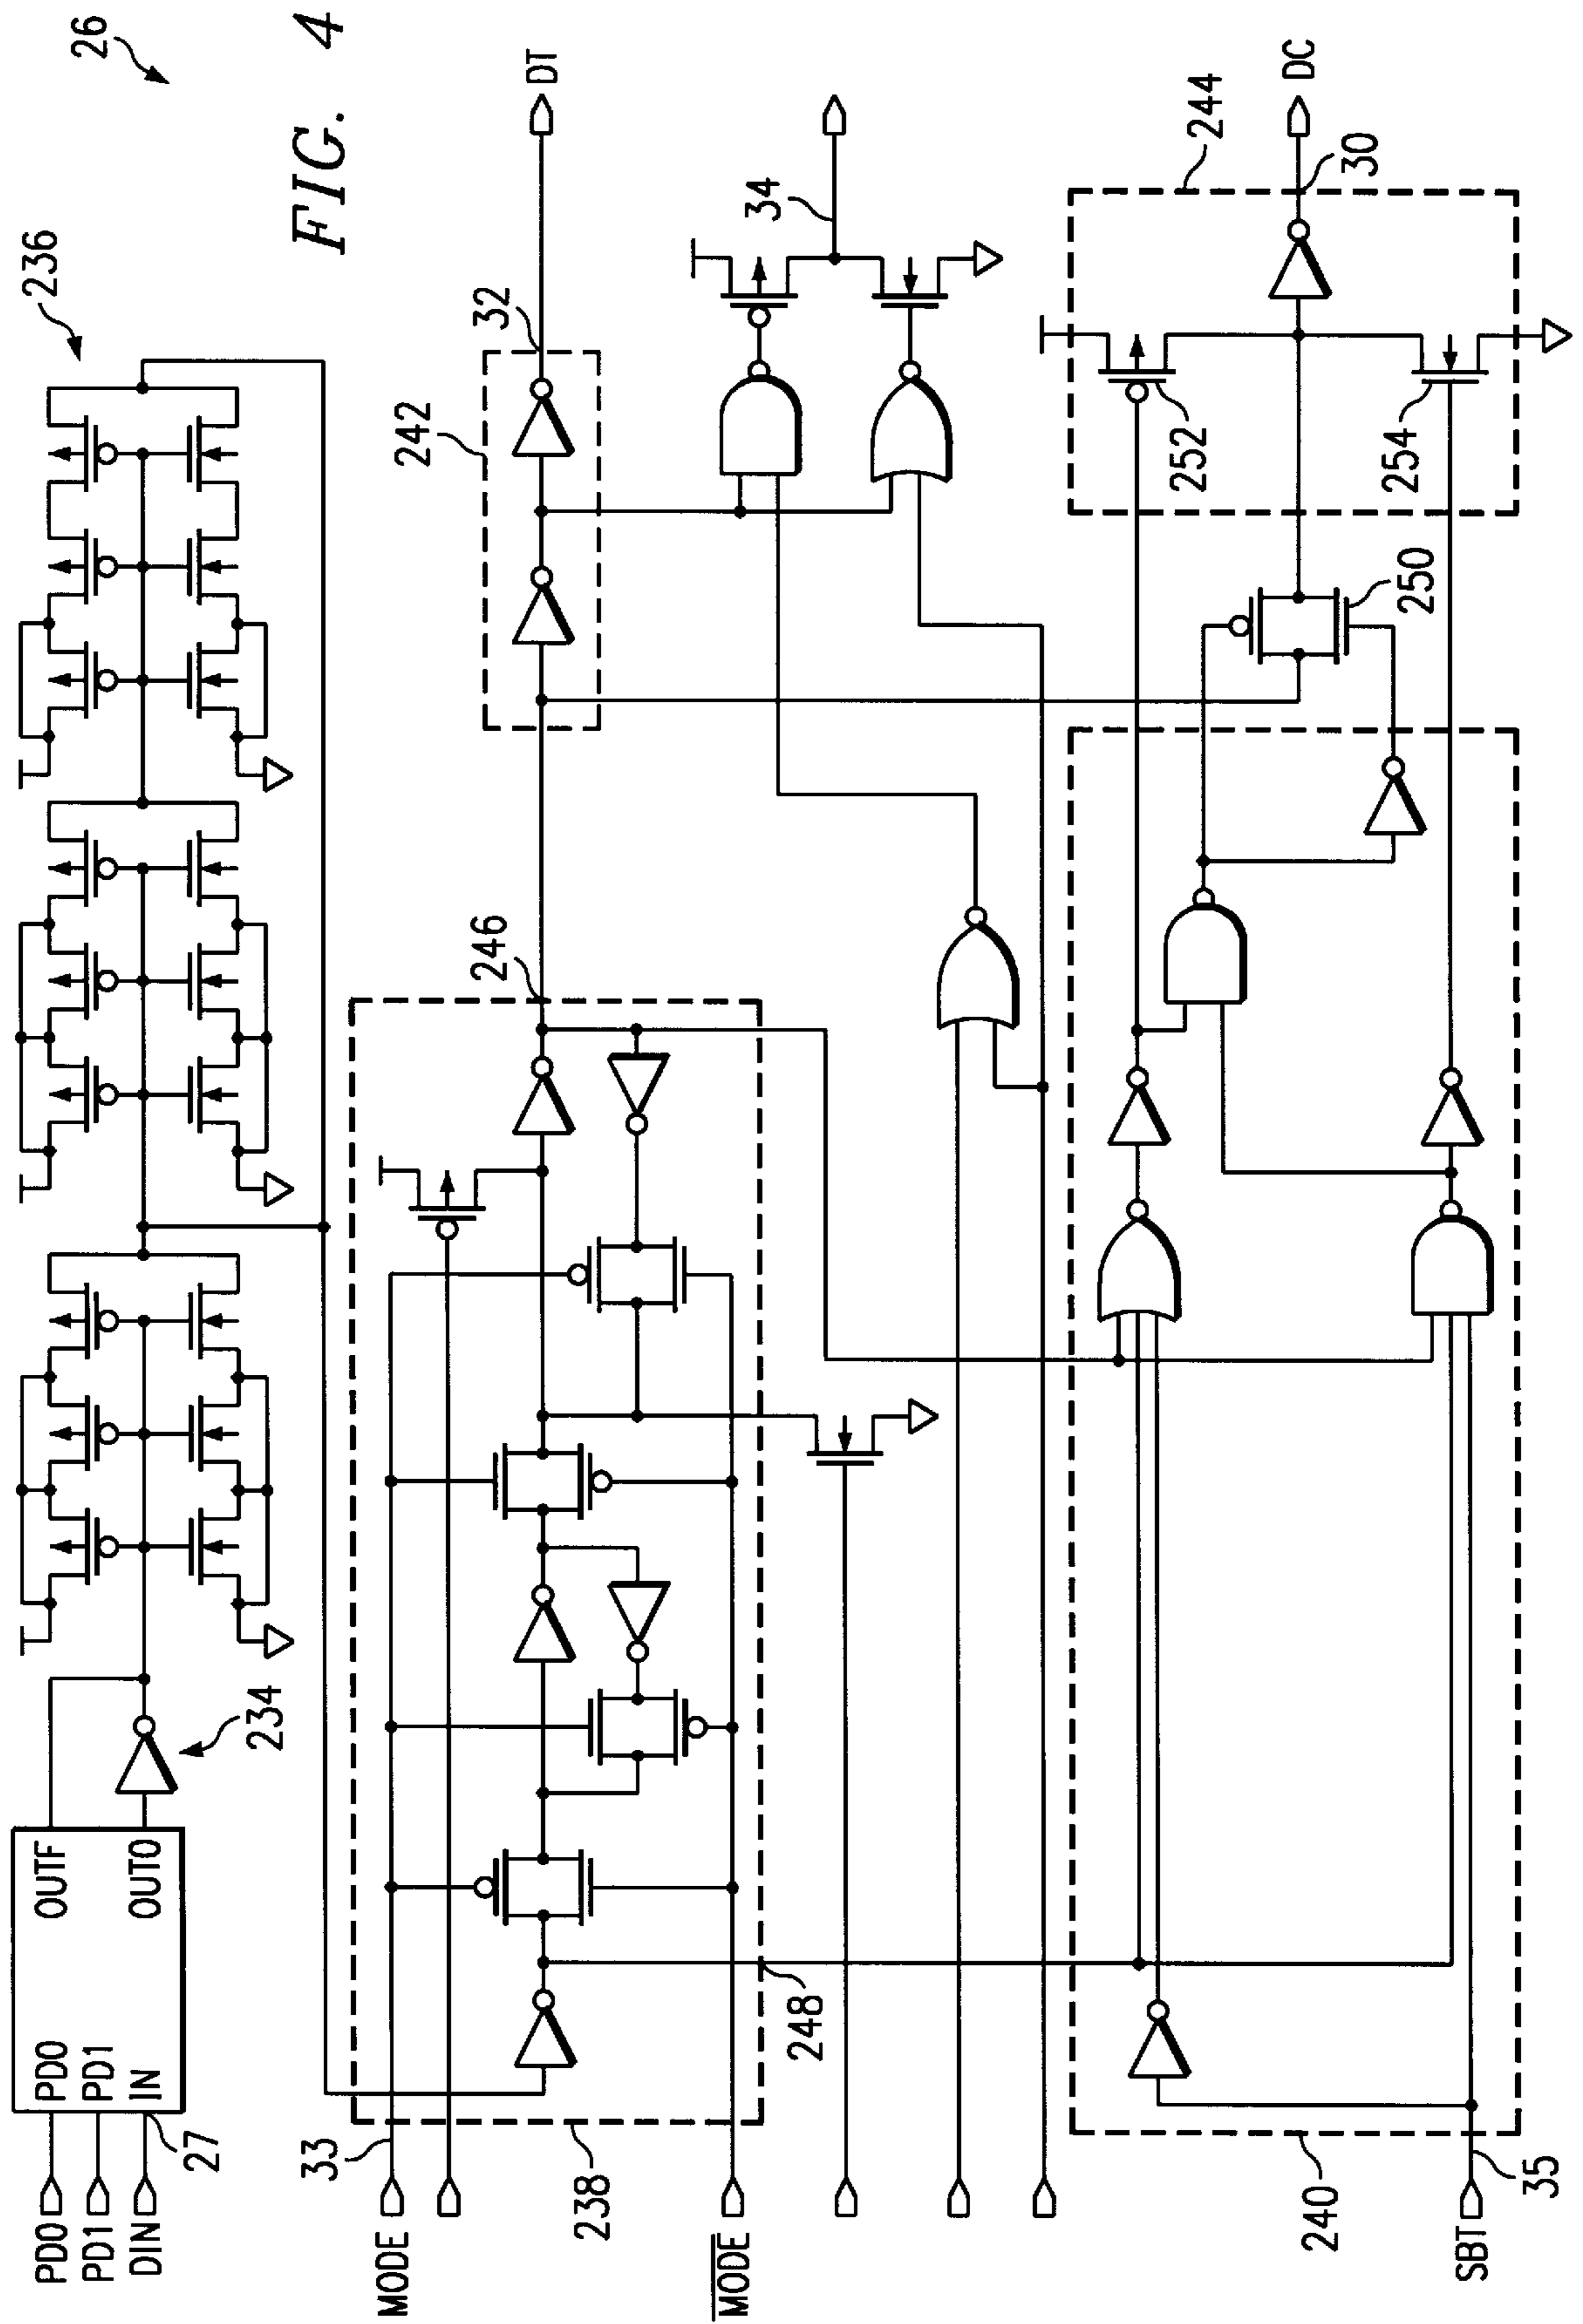 FIG. 4
26
236
PD0
PD1
DIN
27
PD0
PD1
IN
OUTF
OUTO
234
MODE
33
238
MODE
246
248
242
32
DT
34
SBT
35
240
250
252
254
244
30
DC